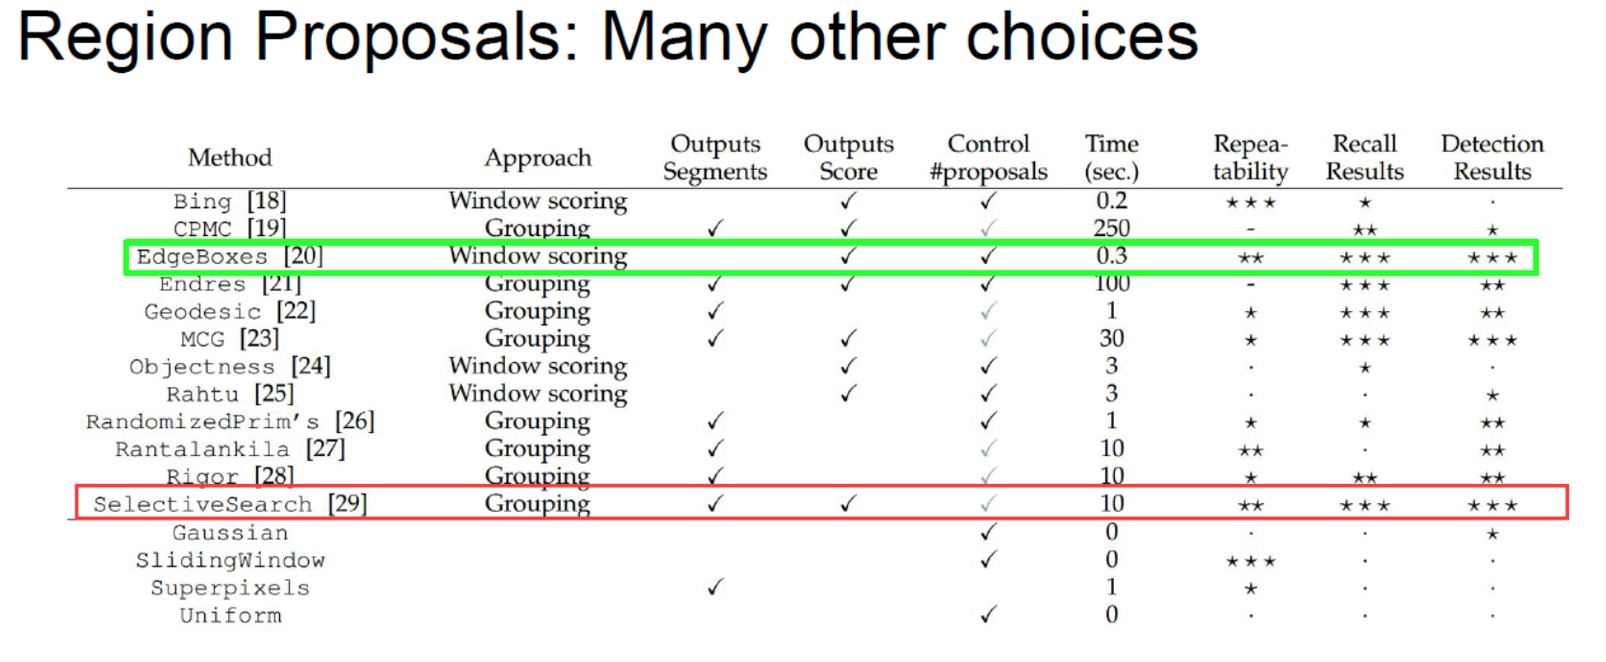 Region Proposals: Many other choices
Method Approach Outputs Segments Outputs Score Control #proposals Time (sec.) Repea-tability Recall Results Detection Results
Bing [18] Window scoring ✓ ✓ 0.2 ⋆⋆⋆ ⋆ ·
CPMC [19] Grouping ✓ ✓ ✓ 250 - ⋆⋆ ⋆
EdgeBoxes [20] Window scoring ✓ ✓ 0.3 ⋆⋆ ⋆⋆⋆ ⋆⋆⋆
Endres [21] Grouping ✓ ✓ ✓ 100 - ⋆⋆⋆ ⋆⋆
Geodesic [22] Grouping ✓ ✓ 1 ⋆ ⋆⋆⋆ ⋆⋆
MCG [23] Grouping ✓ ✓ ✓ 30 ⋆ ⋆⋆⋆ ⋆⋆⋆
Objectness [24] Window scoring ✓ ✓ 3 · ⋆ ·
Rahtu [25] Window scoring ✓ ✓ 3 · · ⋆
RandomizedPrim's [26] Grouping ✓ ✓ 1 ⋆ ⋆ ⋆⋆
Rantalankila [27] Grouping ✓ ✓ 10 ⋆⋆ · ⋆⋆
Rigor [28] Grouping ✓ ✓ 10 ⋆ ⋆⋆ ⋆⋆
SelectiveSearch [29] Grouping ✓ ✓ ✓ 10 ⋆⋆ ⋆⋆⋆ ⋆⋆⋆
Gaussian ✓ 0 · · ⋆
SlidingWindow ✓ 0 ⋆⋆⋆ · ·
Superpixels ✓ 1 ⋆ · ·
Uniform ✓ 0 · · ·